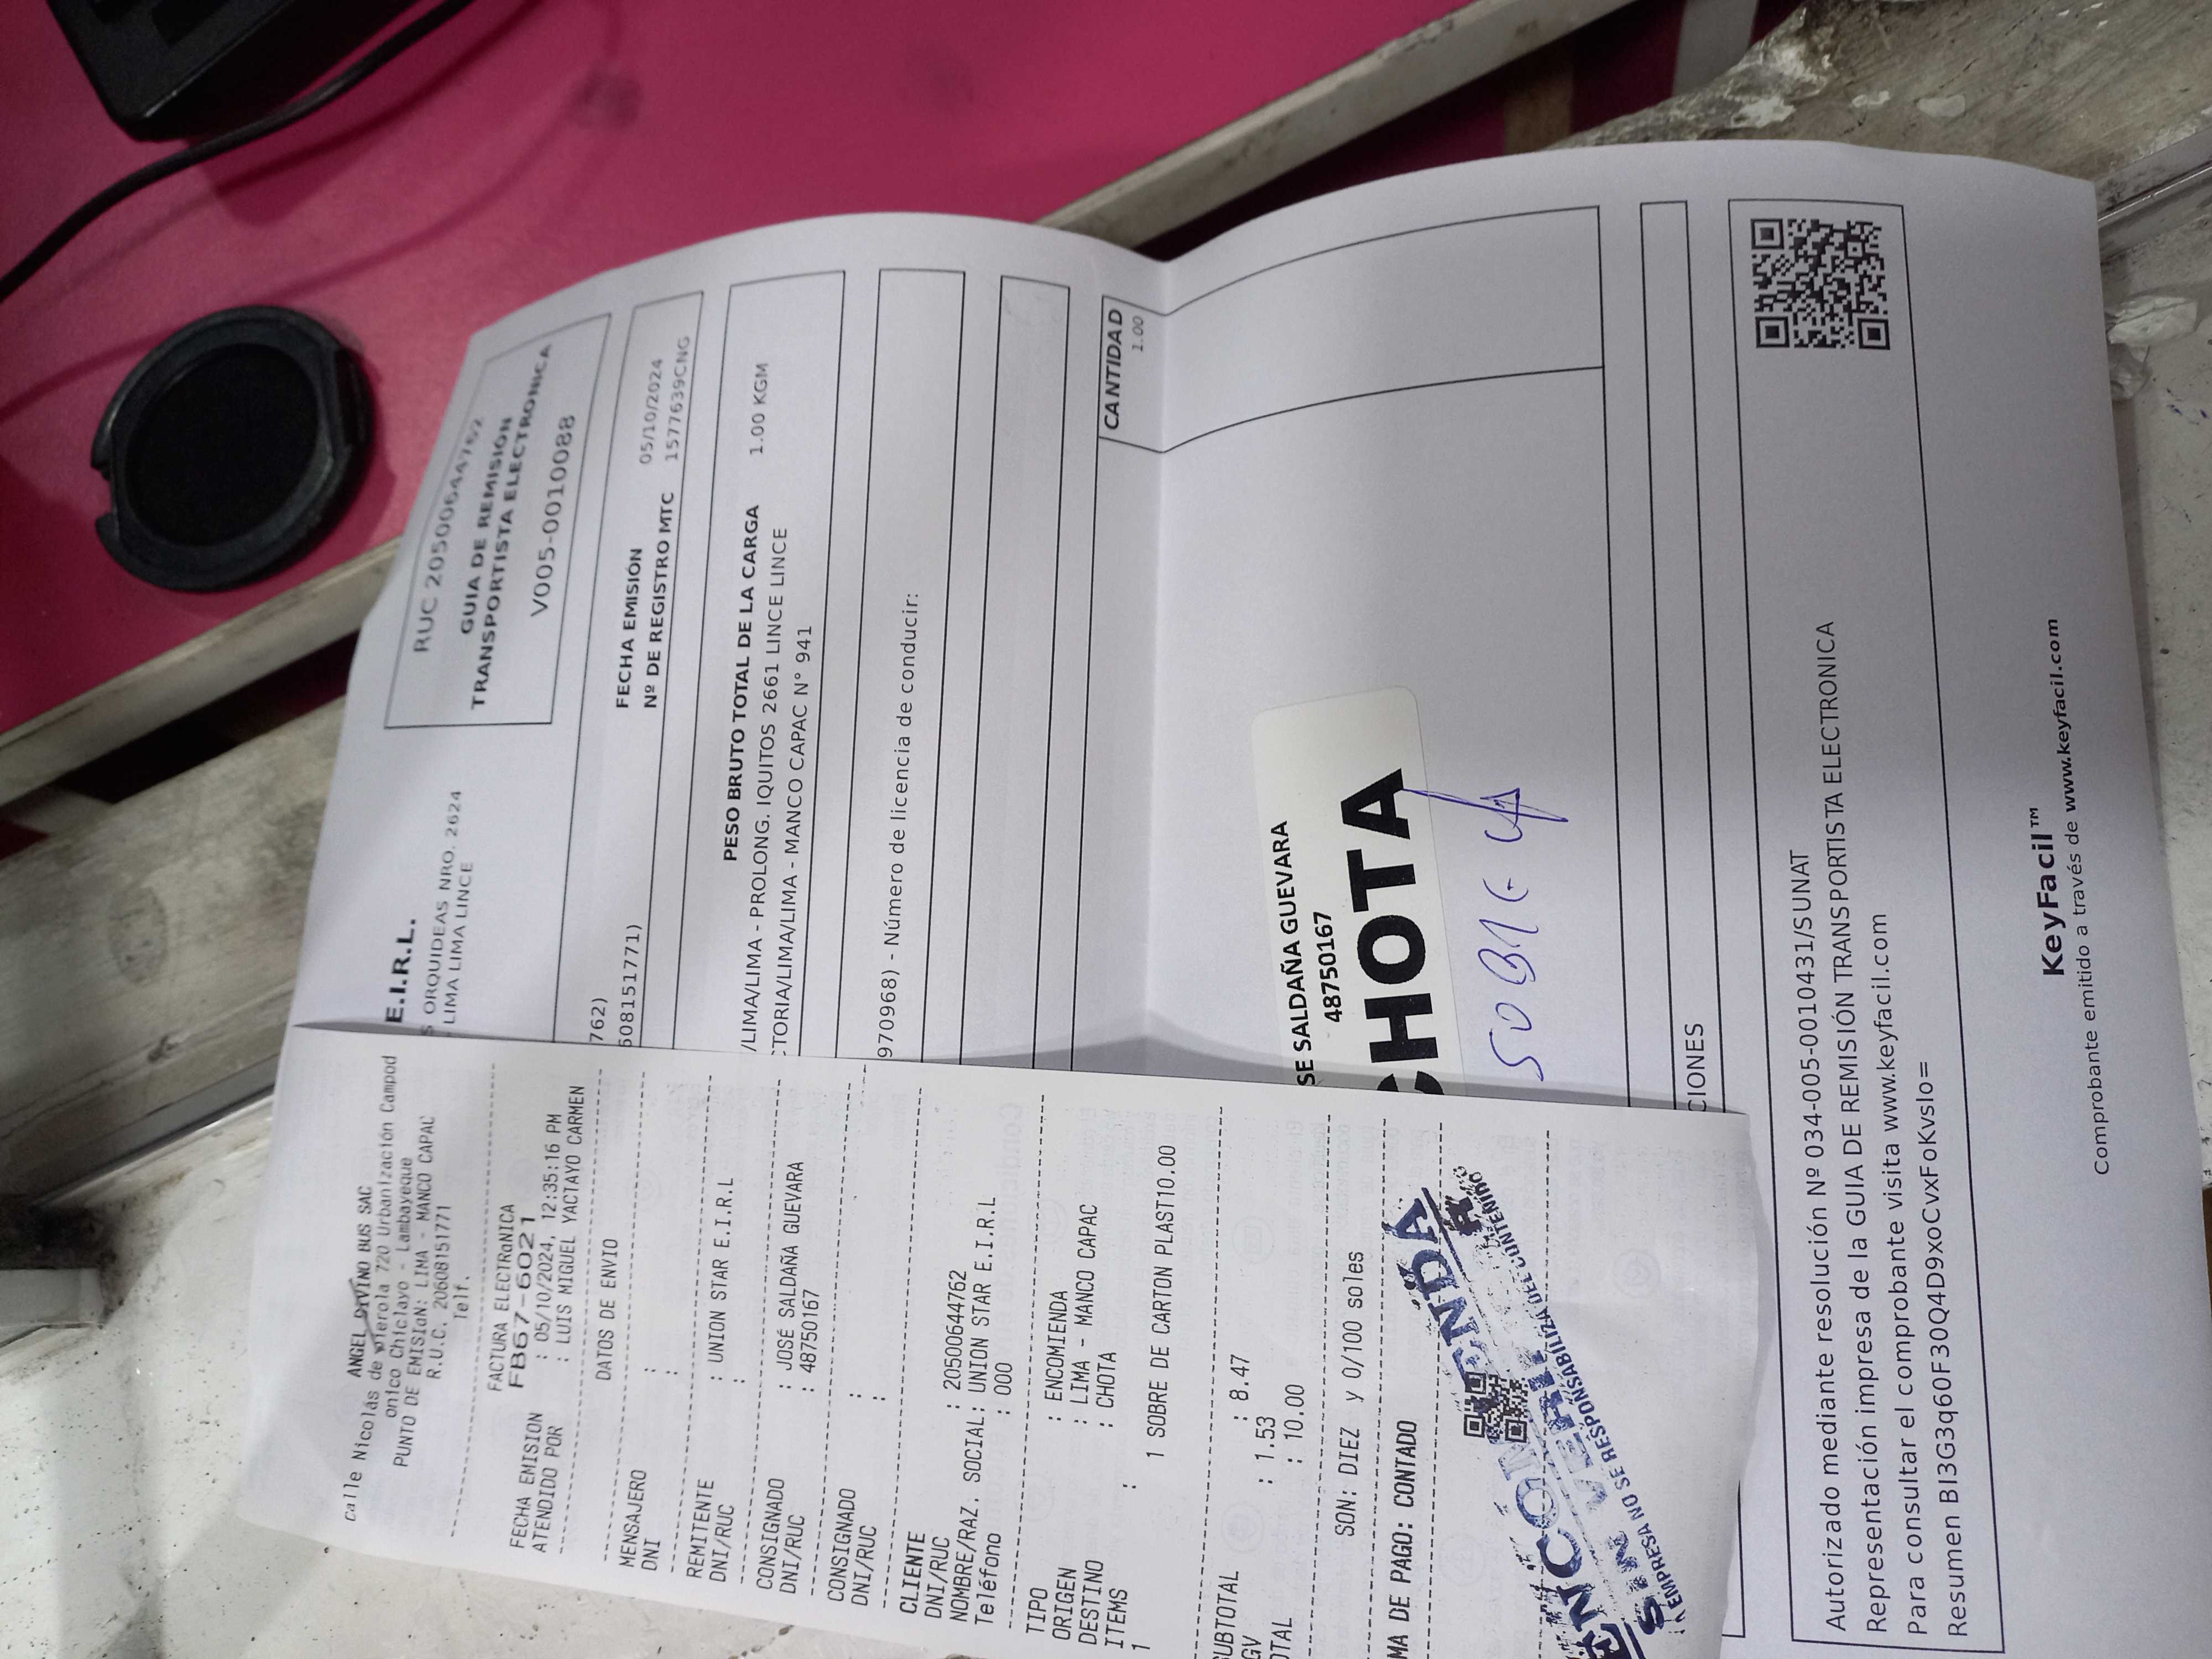 ANGEL DIVINO BUS SAC
Calle Nicolás de Pierola 720 Urbanización Campod
onico Chiclayo - Lambayeque
PUNTO DE EMISIóN: LIMA - MANCO CAPAC
R.U.C. 20608151771
Telf.
FACTURA ELECTRóNICA
FB67-6021
FECHA EMISION : 05/10/2024, 12:35:16 PM
ATENDIDO POR : LUIS MIGUEL YACTAYO CARMEN
DATOS DE ENVIO
MENSAJERO :
DNI :
REMITENTE : UNION STAR E.I.R.L
DNI/RUC :
CONSIGNADO : JOSÉ SALDAÑA GUEVARA
DNI/RUC : 48750167
CONSIGNADO :
DNI/RUC :
CLIENTE
DNI/RUC : 20500644762
NOMBRE/RAZ. SOCIAL: UNION STAR E.I.R.L
Teléfono : 000
TIPO : ENCOMIENDA
ORIGEN : LIMA - MANCO CAPAC
DESTINO : CHOTA
ITEMS :
1 1 SOBRE DE CARTON PLAST10.00
SUBTOTAL : 8.47
GV : 1.53
OTAL : 10.00
SON: DIEZ y 0/100 soles
MA DE PAGO: CONTADO
ENCOMIENDA
SIN VERIFICAR
EMPRESA NO SE RESPONSABILIZA DEL CONTENIDO
E.I.R.L.
ORQUIDEAS NRO. 2624
LIMA LIMA LINCE
RUC 20500644762
GUIA DE REMISION
TRANSPORTISTA ELECTRONICA
V005-0010088
762)
608151771)
FECHA EMISIÓN 05/10/2024
Nº DE REGISTRO MTC 1577639CNG
PESO BRUTO TOTAL DE LA CARGA 1.00 KGM
/LIMA/LIMA - PROLONG. IQUITOS 2661 LINCE LINCE
CTORIA/LIMA/LIMA - MANCO CAPAC N° 941
970968) - Número de licencia de conducir:
CANTIDAD
1.00
SE SALDAÑA GUEVARA
48750167
CHOTA
CIONES
Autorizado mediante resolución Nº 034-005-0010431/SUNAT
Representación impresa de la GUIA DE REMISIÓN TRANSPORTISTA ELECTRONICA
Para consultar el comprobante visita www.keyfacil.com
Resumen BI3G3q60F30Q4D9xoCvxFoKvsIo=
KeyFacil™
Comprobante emitido a través de www.keyfacil.com